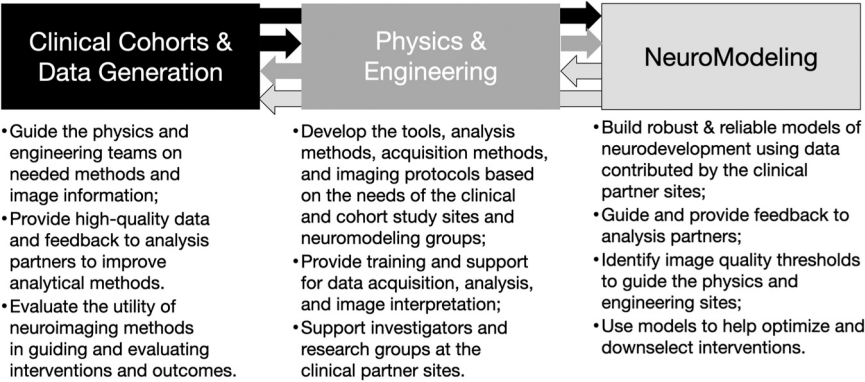 Clinical Cohorts &
Data Generation
Physics &
Engineering
NeuroModeling
•Guide the physics and
engineering teams on
needed methods and
image information;
•Provide high-quality data
and feedback to analysis
partners to improve
analytical methods.
•Evaluate the utility of
neuroimaging methods
in guiding and evaluating
interventions and outcomes.
•Develop the tools, analysis
methods, acquisition methods,
and imaging protocols based
on the needs of the clinical
and cohort study sites and
neuromodeling groups;
•Provide training and support
for data acquisition, analysis,
and image interpretation;
•Support investigators and
research groups at the
clinical partner sites.
•Build robust & reliable models of
neurodevelopment using data
contributed by the clinical
partner sites;
•Guide and provide feedback to
analysis partners;
•Identify image quality thresholds
to guide the physics and
engineering sites;
•Use models to help optimize and
downselect interventions.